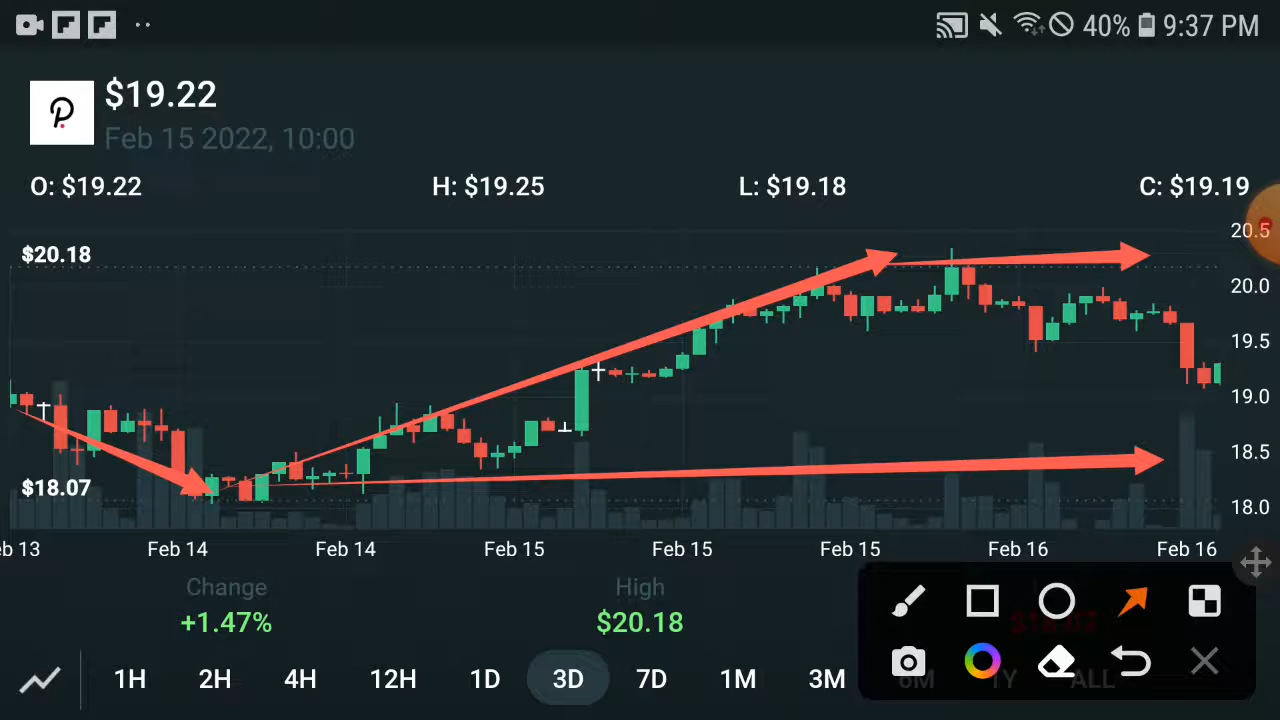 40% 9:37 PM
$19.22
Feb 15 2022, 10:00
O: $19.22 H: $19.25 L: $19.18 C: $19.19
20.5
$20.18
20.0
19.5
19.0
18.5
$18.07
18.0
eb 13 Feb 14 Feb 14 Feb 15 Feb 15 Feb 15 Feb 16 Feb 16
Change High
+1.47% $20.18
1H 2H 4H 12H 1D 3D 7D 1M 3M 6M 1Y ALL